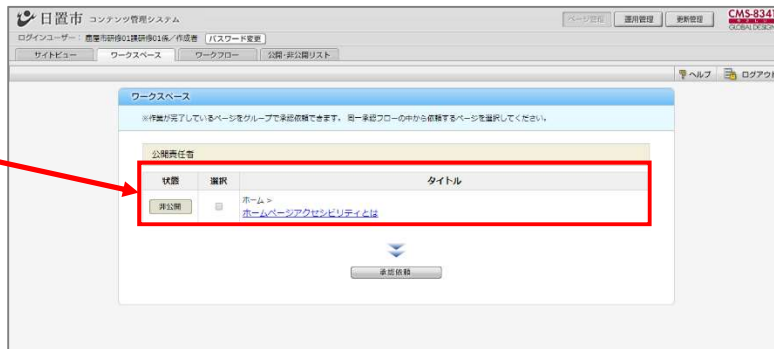 日置市 コンテンツ管理システム
ページ管理 運用管理 更新管理
CMS-8341
WORLD
GLOBALDESIGN
ログインユーザー： 鹿屋市研修01課研修01係／作成者 パスワード変更
サイトビュー ワークスペース ワークフロー 公開・非公開リスト
ヘルプ ログアウト
ワークスペース
※作業が完了しているページをグループで承認依頼できます。 同一承認フローの中から依頼するページを選択してください。
公開責任者
状態 選択 タイトル
非公開 ホーム >
ホームページアクセシビリティとは
承認依頼